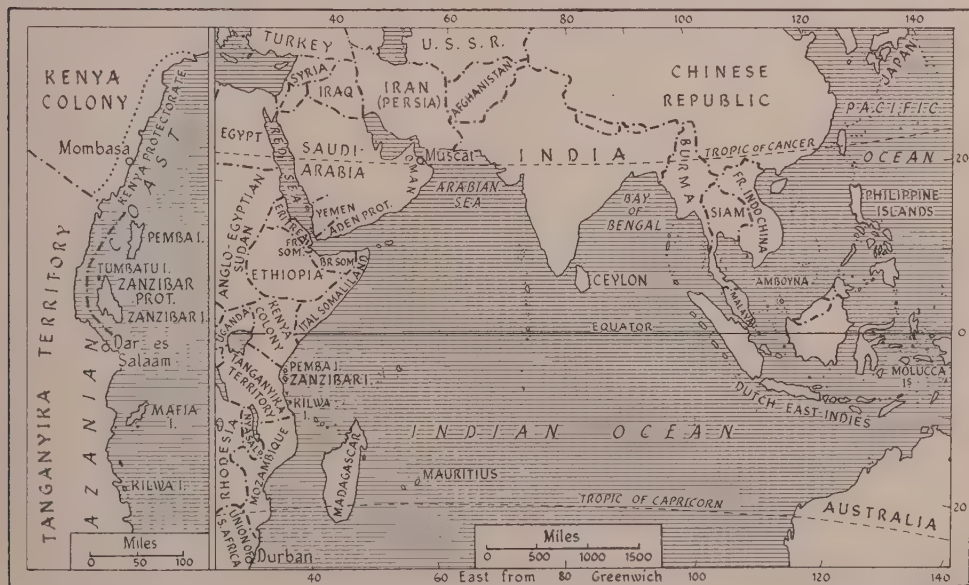 KENYA
COLONY
Mombasa
KENYA PROTECTORATE
AZANIAN COAST
TANGANYIKA TERRITORY
PEMBA I.
TUMBATU I.
ZANZIBAR
PROT.
ZANZIBAR I.
Dar es
Salaam
MAFIA
I.
KILWA I.
Miles
0 50 100
40 60 80 100 120 140
TURKEY
U.S.S.R.
SYRIA
IRAQ
IRAN
(PERSIA)
AFGHANISTAN
CHINESE
REPUBLIC
JAPAN
PACIFIC
OCEAN
EGYPT
RED SEA
SAUDI
ARABIA
OMAN
Muscat
INDIA
BURMA
TROPIC OF CANCER
20
ARABIAN
SEA
YEMEN
ADEN PROT.
BAY
OF
BENGAL
SIAM
FR. INDO CHINA
PHILIPPINE
ISLANDS
ANGLO-EGYPTIAN
SUDAN
ERITREA
FR.
SOM.
BR. SOM.
ETHIOPIA
ITAL. SOMALILAND
CEYLON
AMBOYNA
MALAYA
UGANDA
KENYA
COLONY
EQUATOR
0
TANGANYIKA
TERRITORY
PEMBA I.
ZANZIBAR I.
KILWA
I.
MOLUCCA
IS
DUTCH EAST-INDIES
RHODESIA
MOZAMBIQUE
MADAGASCAR
INDIAN OCEAN
MAURITIUS
TROPIC OF CAPRICORN
AUSTRALIA
20
UNION OF
S. AFRICA
Durban
Miles
0 500 1000 1500
40 60 80 100 120 140
East from Greenwich